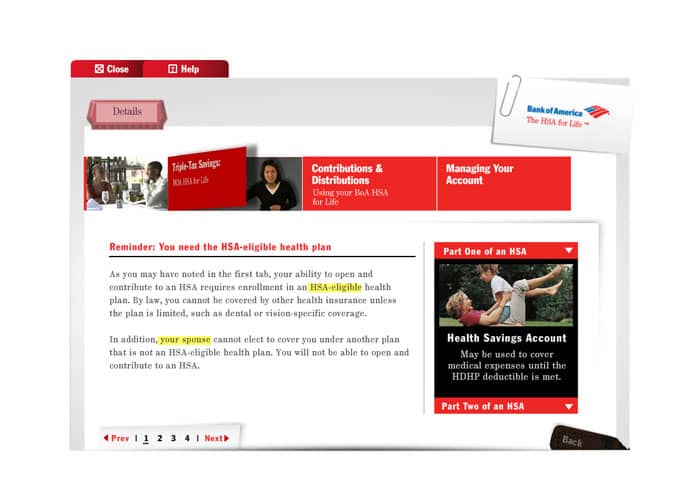 Close
Help
Details
Bank of America
The HSA for Life ™
Triple-Tax Savings:
BOA HSA for Life
Contributions &
Distributions
Using your BoA HSA
for Life
Managing Your
Account
Reminder: You need the HSA-eligible health plan
As you may have noted in the first tab, your ability to open and
contribute to an HSA requires enrollment in an HSA-eligible health
plan. By law, you cannot be covered by other health insurance unless
the plan is limited, such as dental or vision-specific coverage.
In addition, your spouse cannot elect to cover you under another plan
that is not an HSA-eligible health plan. You will not be able to open and
contribute to an HSA.
Part One of an HSA
Health Savings Account
May be used to cover
medical expenses until the
HDHP deductible is met.
Part Two of an HSA
Prev | 1 2 3 4 | Next
Back